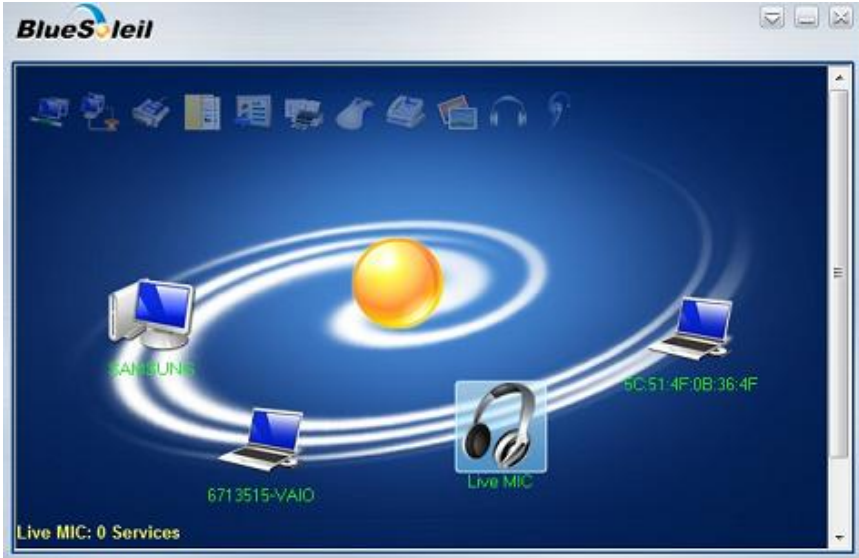 BlueSoleil
SAMSUNG
5C:51:4F:0B:36:4F
Live MIC
6713515-VAIO
Live MIC: 0 Services